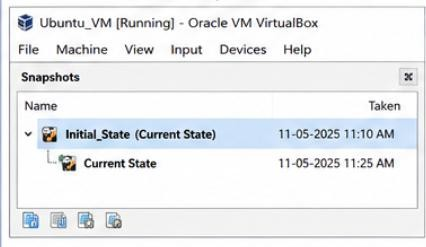 Ubuntu_VM [Running] - Oracle VM VirtualBox
File Machine View Input Devices Help
Snapshots
Name Taken
Initial_State (Current State) 11-05-2025 11:10 AM
Current State 11-05-2025 11:25 AM